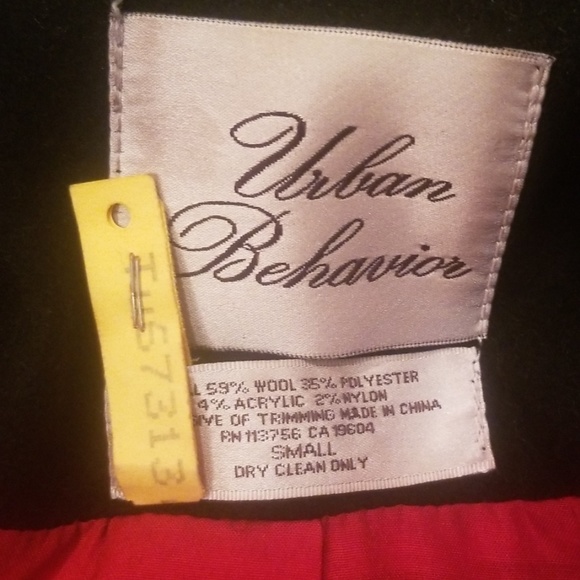 Urban
Behavior
59% WOOL 35% POLYESTER
4% ACRYLIC 2% NYLON
OF TRIMMING MADE IN CHINA
RN 113756 CA 19604
SMALL
DRY CLEAN ONLY
67313